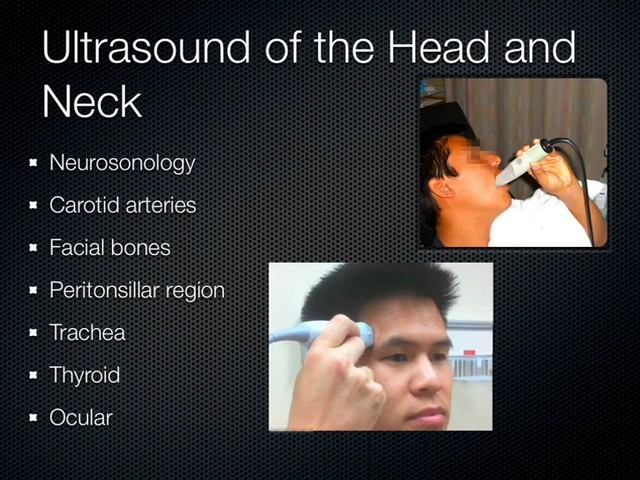 Ultrasound of the Head and
Neck
Neurosonology
Carotid arteries
Facial bones
Peritonsillar region
Trachea
Thyroid
Ocular